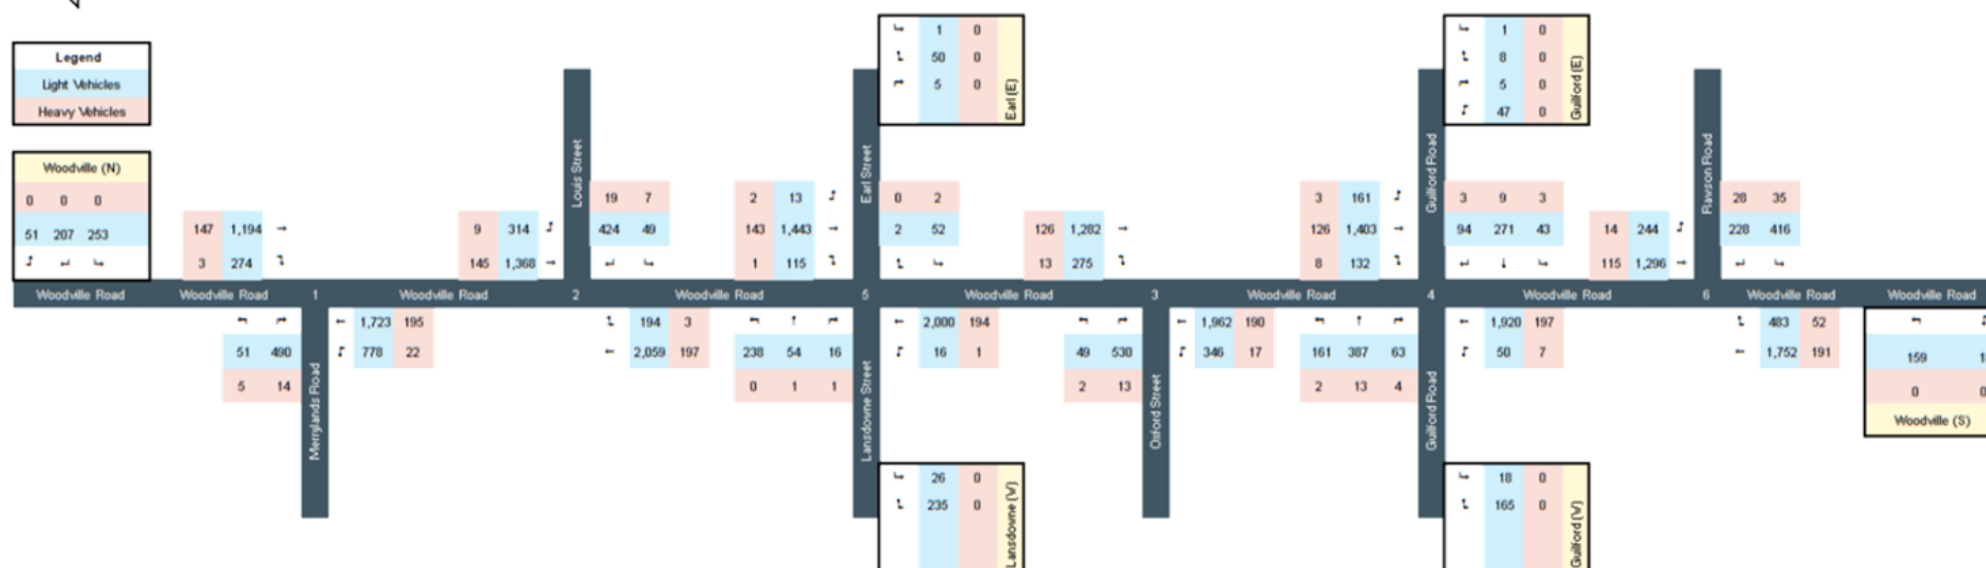 Legend
Light Vehicles
Heavy Vehicles
Woodville (N)
0 0 0
51 207 253
147 1,194
3 274
9 314
145 1,368
Louis Street
19 7
424 49
2 13
143 1,443
1 115
Earl Street
1 0
50 0
5 0
Earl (E)
0 2
2 52
126 1,282
13 275
3 161
126 1,403
8 132
Guilford Road
1 0
8 0
5 0
47 0
Guilford (E)
3 9 3
94 271 43
14 244
115 1,296
Rawson Road
28 35
228 416
Woodville Road Woodville Road 1 Woodville Road 2 Woodville Road 5 Woodville Road 3 Woodville Road 4 Woodville Road 6 Woodville Road Woodville Road
51 490
5 14
Merrylands Road
1,723 195
778 22
194 3
2,059 197
238 54 16
0 1 1
Lansdowne Street
2,000 194
16 1
26 0
235 0
Lansdowne (W)
49 530
2 13
Oxford Street
1,962 190
346 17
161 387 63
2 13 4
Guilford Road
1,920 197
50 7
18 0
165 0
Guilford (W)
483 52
1,752 191
159
0
Woodville (S)